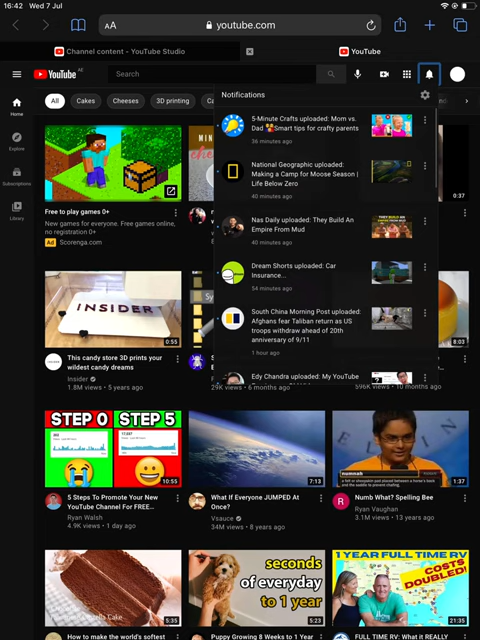 16:42 Wed 7 Jul
AA
youtube.com
Channel content - YouTube Studio
YouTube
YouTube AE
Search
Notifications
Home
Explore
Subscriptions
Library
All
Cakes
Cheeses
3D printing
5-Minute Crafts uploaded: Mom vs.
Dad 🎁Smart tips for crafty parents
36 minutes ago
National Geographic uploaded:
Making a Camp for Moose Season |
Life Below Zero
40 minutes ago
Nas Daily uploaded: They Build An
Empire From Mud
40 minutes ago
Dream Shorts uploaded: Car
Insurance...
54 minutes ago
South China Morning Post uploaded:
Afghans fear Taliban return as US
troops withdraw ahead of 20th
anniversary of 9/11
1 hour ago
Edy Chandra uploaded: My YouTube
0:37
Free to play games 0+
New games for everyone. Free games online,
no registration 0+
Ad Scorenga.com
INSIDER
0:55
8:03
This candy store 3D prints your
wildest candy dreams
Insider
1.8M views • 5 years ago
29K views • 6 months ago
596K views • 10 months ago
STEP 0 STEP 5
10:55
5 Steps To Promote Your New
YouTube Channel For FREE...
Ryan Walsh
4.9K views • 1 day ago
7:13
What If Everyone JUMPED At
Once?
Vsauce
34M views • 8 years ago
numnah
1:37
R
Numb What? Spelling Bee
Ryan Vaughan
3.1M views • 13 years ago
5:35
How to make the world's softest
seconds
of everyday
to 1 year
5:23
Puppy Growing 8 Weeks to 1 Year
1 YEAR FULL TIME RV
COSTS
DOUBLED!
21:35
FULL TIME RV: What it REALLY